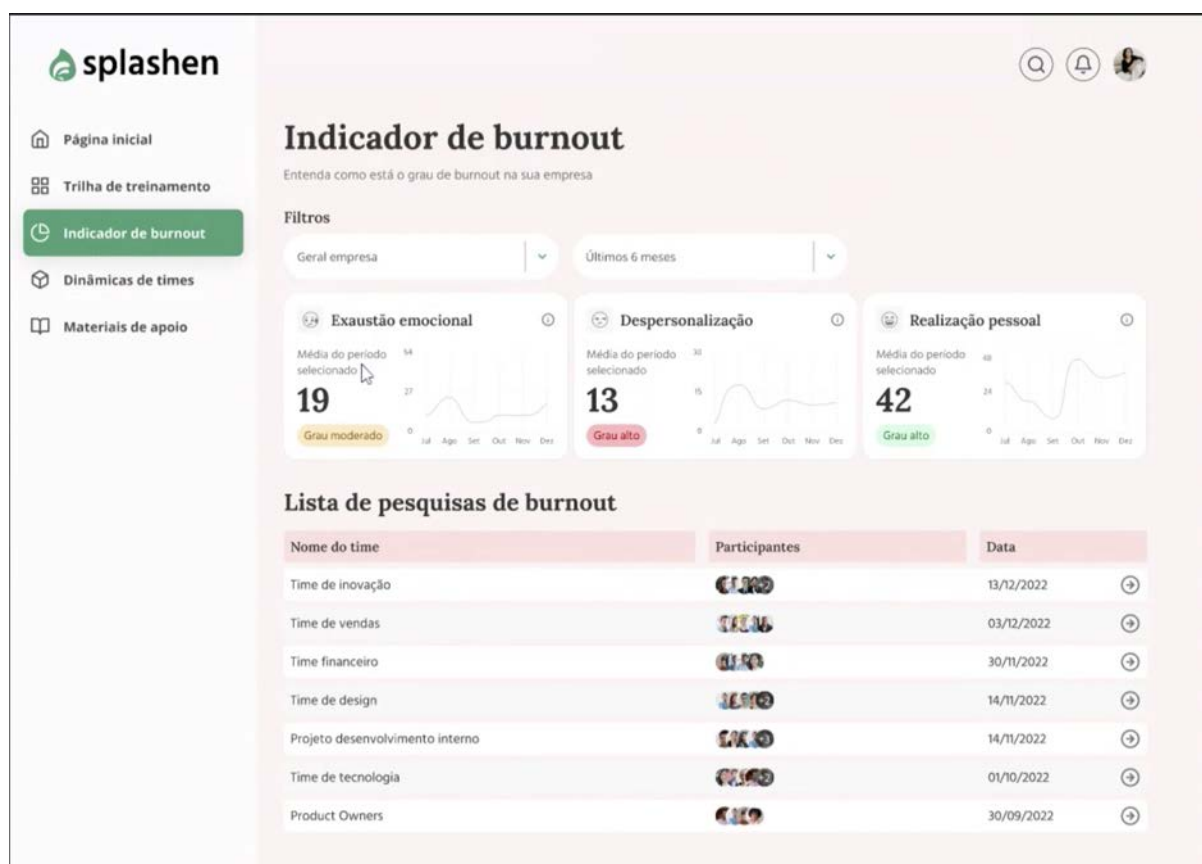 splashen
Página inicial
Trilha de treinamento
Indicador de burnout
Dinâmicas de times
Materiais de apoio
Indicador de burnout
Entenda como está o grau de burnout na sua empresa
Filtros
Geral empresa
Últimos 6 meses
Exaustão emocional
Média do período
selecionado
19
Grau moderado
54
27
0
Jul Ago Set Out Nov Dez
Despersonalização
Média do período
selecionado
13
Grau alto
30
15
0
Jul Ago Set Out Nov Dez
Realização pessoal
Média do período
selecionado
42
Grau alto
48
24
0
Jul Ago Set Out Nov Dez
Lista de pesquisas de burnout
Nome do time Participantes Data
Time de inovação 13/12/2022
Time de vendas 03/12/2022
Time financeiro 30/11/2022
Time de design 14/11/2022
Projeto desenvolvimento interno 14/11/2022
Time de tecnologia 01/10/2022
Product Owners 30/09/2022